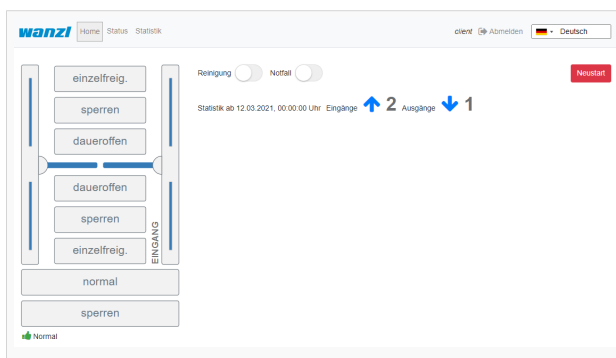 wanzl Home Status Statistik client Abmelden Deutsch
einzelfreig.
sperren
daueroffen
daueroffen
sperren
einzelfreig.
EINGANG
normal
sperren
Normal
Reinigung Notfall Neustart
Statistik ab 12.03.2021, 00:00:00 Uhr Eingänge 2 Ausgänge 1